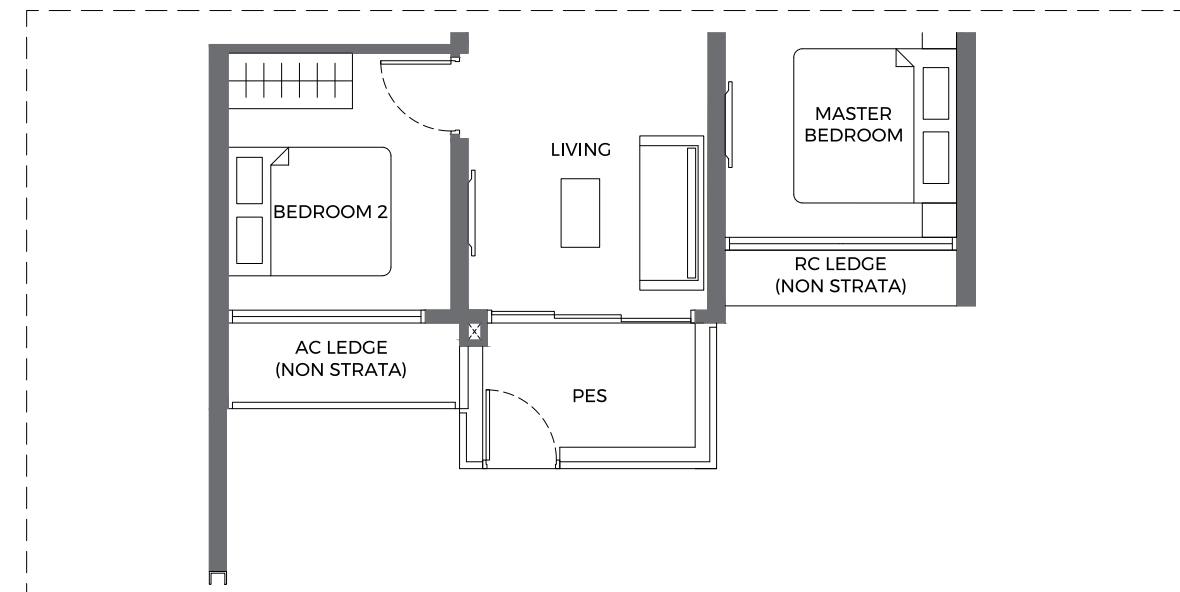 MASTER
BEDROOM
LIVING
BEDROOM 2
RC LEDGE
(NON STRATA)
AC LEDGE
(NON STRATA)
PES